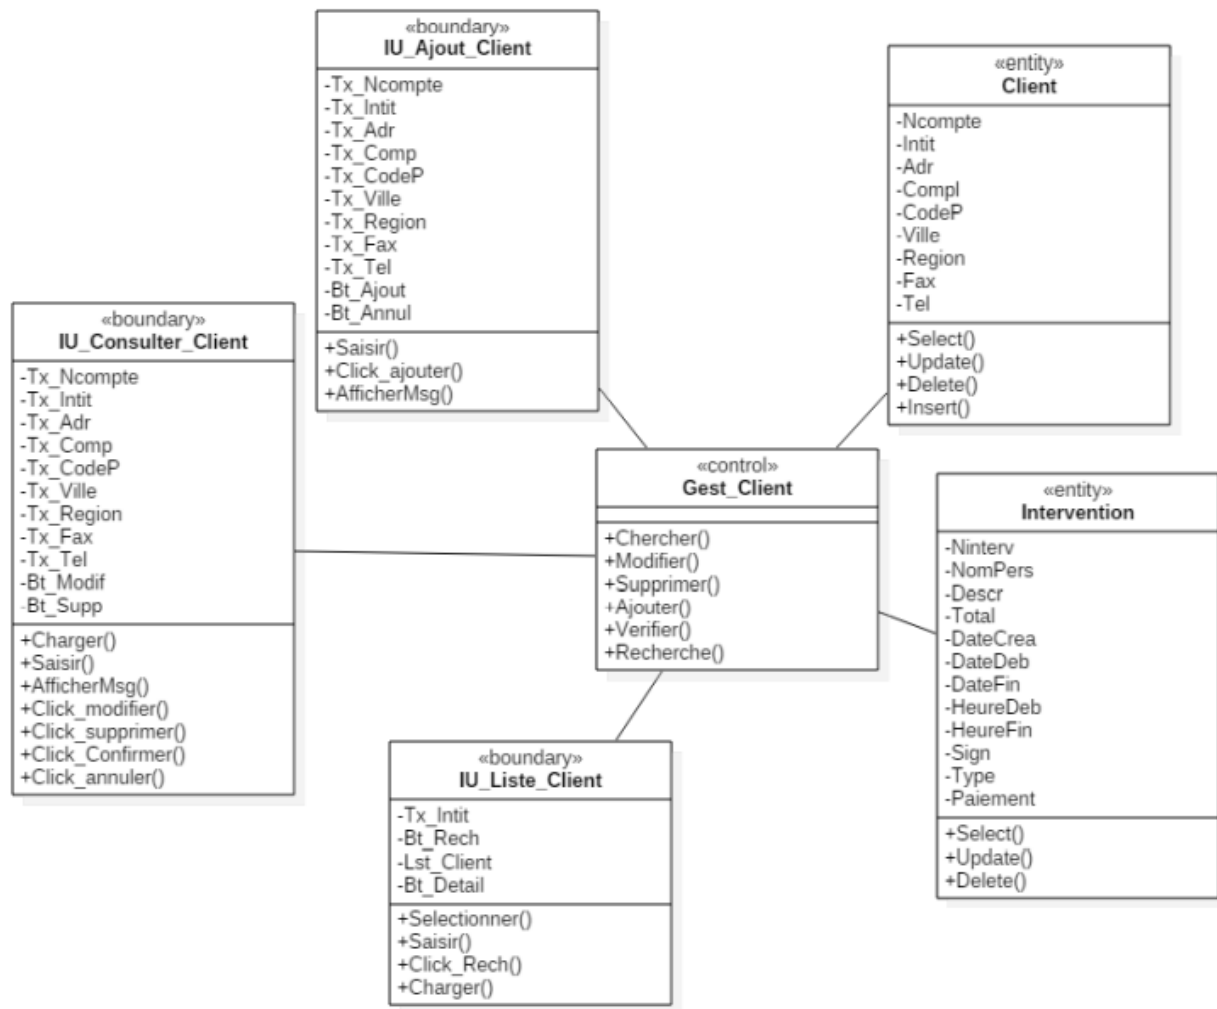 «boundary»
IU_Ajout_Client
-Tx_Ncompte
-Tx_Intit
-Tx_Adr
-Tx_Comp
-Tx_CodeP
-Tx_Ville
-Tx_Region
-Tx_Fax
-Tx_Tel
-Bt_Ajout
-Bt_Annul
+Saisir()
+Click_ajouter()
+AfficherMsg()
«entity»
Client
-Ncompte
-Intit
-Adr
-Compl
-CodeP
-Ville
-Region
-Fax
-Tel
+Select()
+Update()
+Delete()
+Insert()
«boundary»
IU_Consulter_Client
-Tx_Ncompte
-Tx_Intit
-Tx_Adr
-Tx_Comp
-Tx_CodeP
-Tx_Ville
-Tx_Region
-Tx_Fax
-Tx_Tel
-Bt_Modif
-Bt_Supp
+Charger()
+Saisir()
+AfficherMsg()
+Click_modifier()
+Click_supprimer()
+Click_Confirmer()
+Click_annuler()
«control»
Gest_Client
+Chercher()
+Modifier()
+Supprimer()
+Ajouter()
+Verifier()
+Recherche()
«entity»
Intervention
-Ninterv
-NomPers
-Descr
-Total
-DateCrea
-DateDeb
-DateFin
-HeureDeb
-HeureFin
-Sign
-Type
-Paiement
+Select()
+Update()
+Delete()
«boundary»
IU_Liste_Client
-Tx_Intit
-Bt_Rech
-Lst_Client
-Bt_Detail
+Selectionner()
+Saisir()
+Click_Rech()
+Charger()